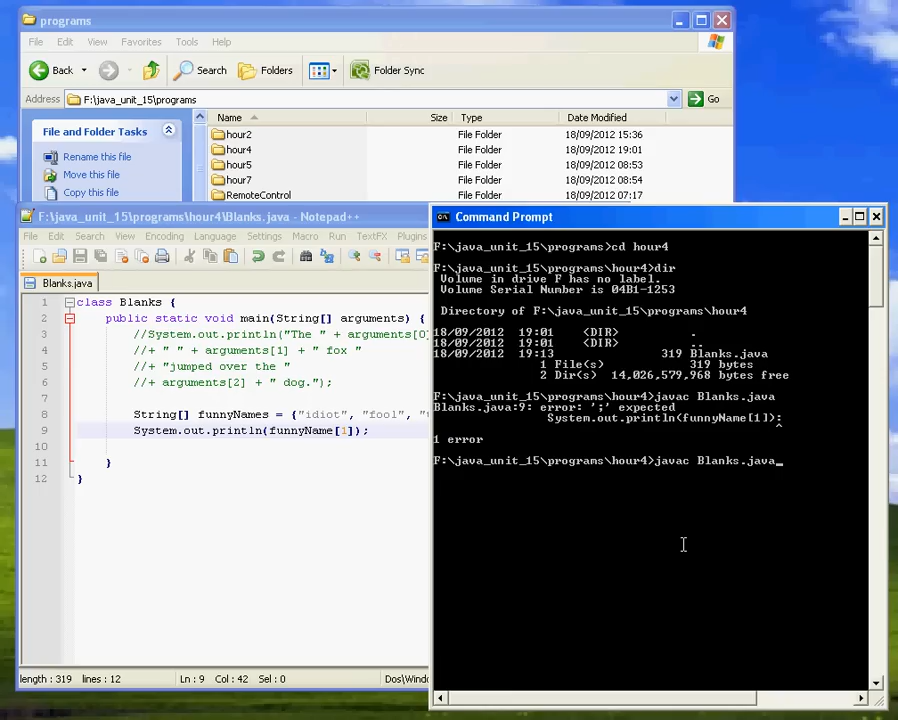 programs
File Edit View Favorites Tools Help
Back Search Folders Folder Sync
Address F:\java_unit_15\programs Go
Name Size Type Date Modified
File and Folder Tasks
Rename this file
Move this file
Copy this file
hour2 File Folder 18/09/2012 15:36
hour4 File Folder 18/09/2012 19:01
hour5 File Folder 18/09/2012 08:53
hour7 File Folder 18/09/2012 08:54
RemoteControl File Folder 18/09/2012 07:17
F:\java_unit_15\programs\hour4\Blanks.java - Notepad++
File Edit Search View Encoding Language Settings Macro Run TextFX Plugins
Blanks.java
1 class Blanks {
2 public static void main(String[] arguments) {
3 //System.out.println("The " + arguments[0]
4 //+ " " + arguments[1] + " fox "
5 //+ "jumped over the "
6 //+ arguments[2] + " dog.");
7
8 String[] funnyNames = {"idiot", "fool", "
9 System.out.println(funnyName[1]);
10
11 }
12 }
length : 319 lines : 12 Ln : 9 Col : 42 Sel : 0 Dos\Windo
Command Prompt
F:\java_unit_15\programs>cd hour4
F:\java_unit_15\programs\hour4>dir
Volume in drive F has no label.
Volume Serial Number is 04B1-1253
Directory of F:\java_unit_15\programs\hour4
18/09/2012 19:01 <DIR> .
18/09/2012 19:01 <DIR> ..
18/09/2012 19:13 319 Blanks.java
1 File(s) 319 bytes
2 Dir(s) 14,026,579,968 bytes free
F:\java_unit_15\programs\hour4>javac Blanks.java
Blanks.java:9: error: ';' expected
System.out.println(funnyName[1]):
^
1 error
F:\java_unit_15\programs\hour4>javac Blanks.java_